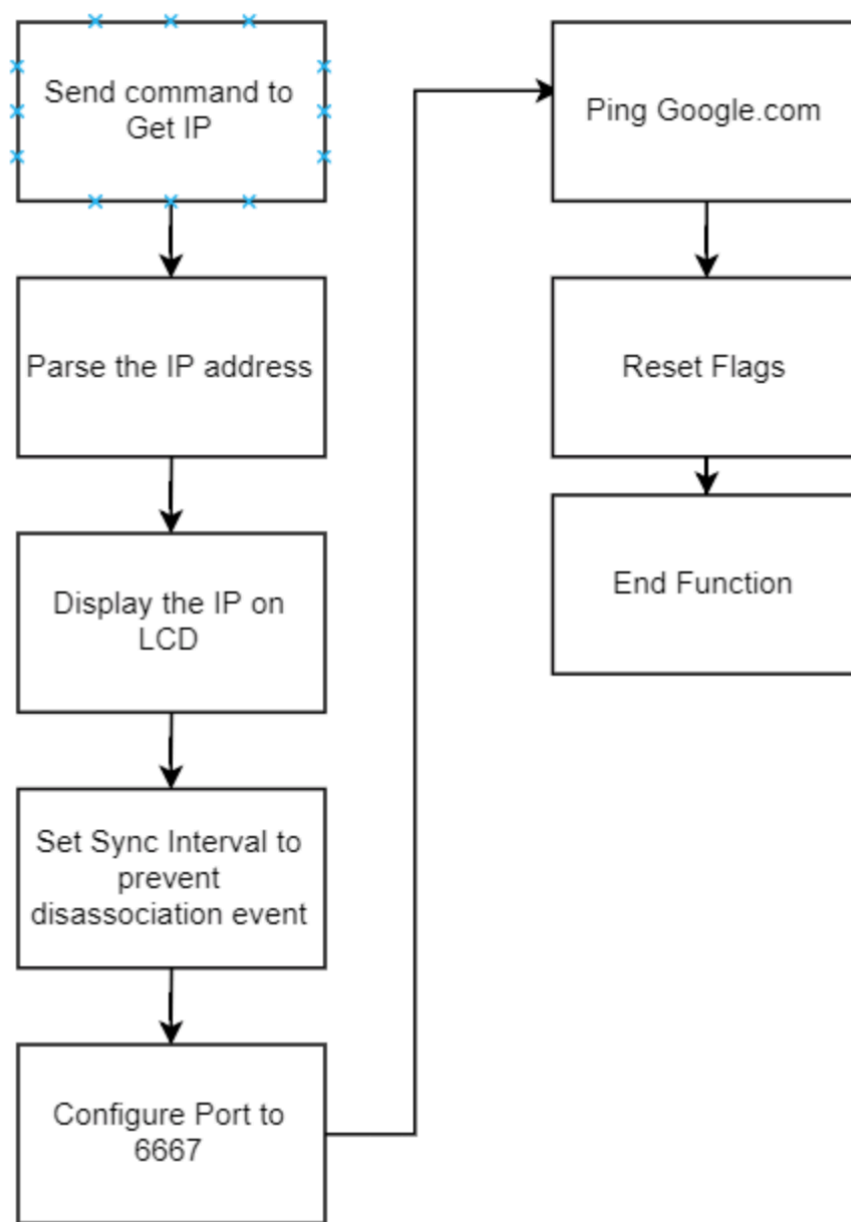 Send command to
Get IP
Parse the IP address
Display the IP on
LCD
Set Sync Interval to
prevent
disassociation event
Configure Port to
6667
Ping Google.com
Reset Flags
End Function